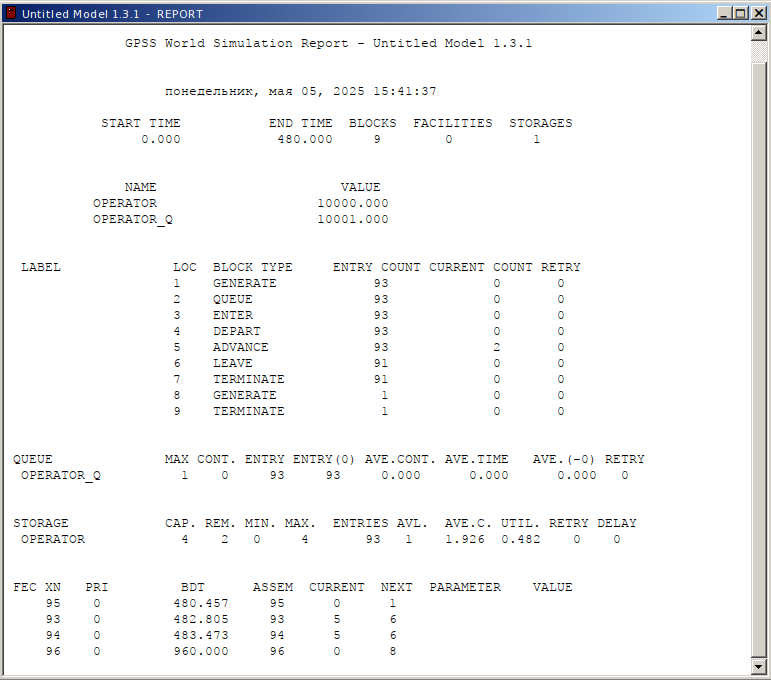 Untitled Model 1.3.1 - REPORT
GPSS World Simulation Report - Untitled Model 1.3.1
понедельник, мая 05, 2025 15:41:37
START TIME END TIME BLOCKS FACILITIES STORAGES
0.000 480.000 9 0 1
NAME VALUE
OPERATOR 10000.000
OPERATOR_Q 10001.000
LABEL LOC BLOCK TYPE ENTRY COUNT CURRENT COUNT RETRY
1 GENERATE 93 0 0
2 QUEUE 93 0 0
3 ENTER 93 0 0
4 DEPART 93 0 0
5 ADVANCE 93 2 0
6 LEAVE 91 0 0
7 TERMINATE 91 0 0
8 GENERATE 1 0 0
9 TERMINATE 1 0 0
QUEUE MAX CONT. ENTRY ENTRY(0) AVE.CONT. AVE.TIME AVE.(-0) RETRY
OPERATOR_Q 1 0 93 93 0.000 0.000 0.000 0
STORAGE CAP. REM. MIN. MAX. ENTRIES AVL. AVE.C. UTIL. RETRY DELAY
OPERATOR 4 2 0 4 93 1 1.926 0.482 0 0
FEC XN PRI BDT ASSEM CURRENT NEXT PARAMETER VALUE
95 0 480.457 95 0 1
93 0 482.805 93 5 6
94 0 483.473 94 5 6
96 0 960.000 96 0 8